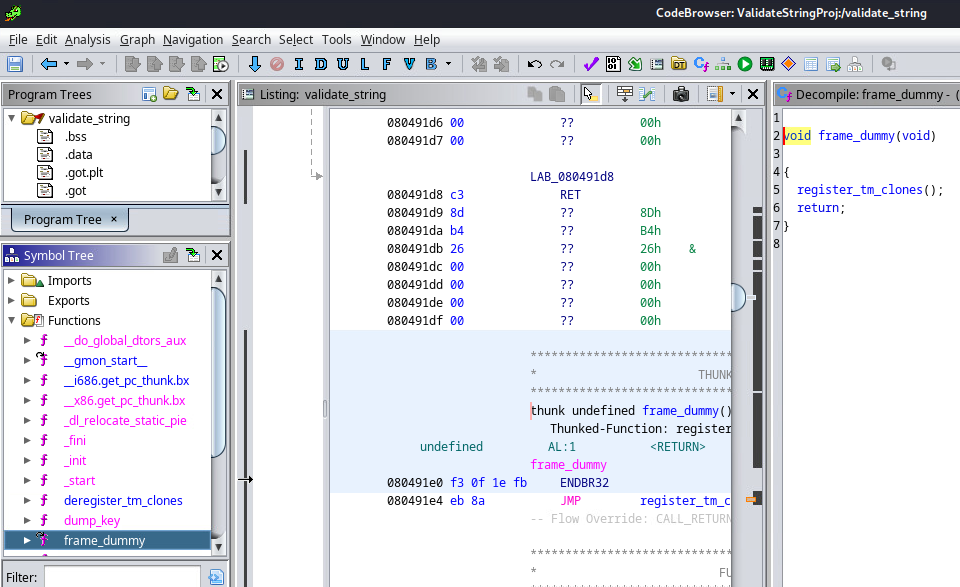 CodeBrowser: ValidateStringProj:/validate_string
File Edit Analysis Graph Navigation Search Select Tools Window Help
I D U L F V B
Program Trees
validate_string
.bss
.data
.got.plt
.got
Program Tree ×
Symbol Tree
Imports
Exports
Functions
f __do_global_dtors_aux
f __gmon_start__
f __i686.get_pc_thunk.bx
f __x86.get_pc_thunk.bx
f _dl_relocate_static_pie
f _fini
f _init
f _start
f deregister_tm_clones
f dump_key
f frame_dummy
Filter:
Listing: validate_string
080491d6 00 ?? 00h
080491d7 00 ?? 00h
LAB_080491d8
080491d8 c3 RET
080491d9 8d ?? 8Dh
080491da b4 ?? B4h
080491db 26 ?? 26h &
080491dc 00 ?? 00h
080491dd 00 ?? 00h
080491de 00 ?? 00h
080491df 00 ?? 00h
*****************************
* THUNK
*****************************
thunk undefined frame_dummy()
Thunked-Function: register
undefined AL:1 <RETURN>
frame_dummy
080491e0 f3 0f 1e fb ENDBR32
080491e4 eb 8a JMP register_tm_c
-- Flow Override: CALL_RETURN
*****************************
* FU
Decompile: frame_dummy - (
1
2 void frame_dummy(void)
3
4 {
5 register_tm_clones();
6 return;
7 }
8